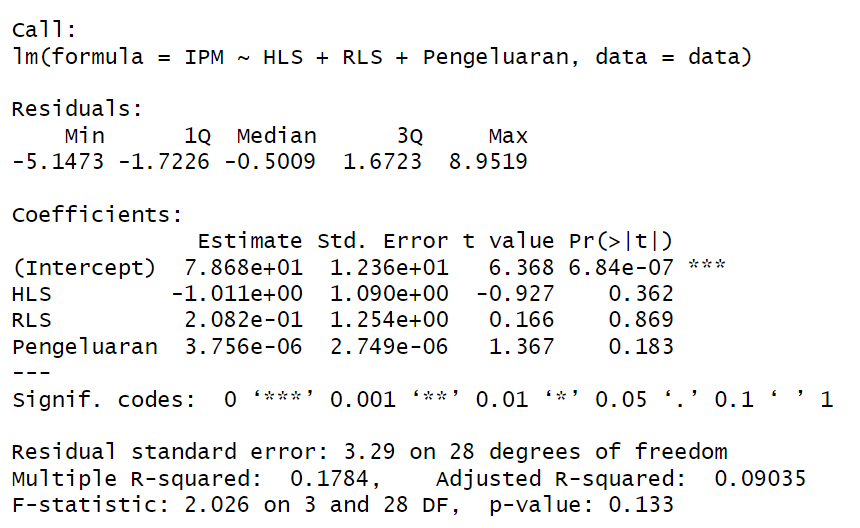 Call:
lm(formula = IPM ~ HLS + RLS + Pengeluaran, data = data)
Residuals:
Min 1Q Median 3Q Max
-5.1473 -1.7226 -0.5009 1.6723 8.9519
Coefficients:
Estimate Std. Error t value Pr(>|t|)
(Intercept) 7.868e+01 1.236e+01 6.368 6.84e-07 ***
HLS -1.011e+00 1.090e+00 -0.927 0.362
RLS 2.082e-01 1.254e+00 0.166 0.869
Pengeluaran 3.756e-06 2.749e-06 1.367 0.183
---
Signif. codes: 0 ‘***’ 0.001 ‘**’ 0.01 ‘*’ 0.05 ‘.’ 0.1 ‘ ’ 1
Residual standard error: 3.29 on 28 degrees of freedom
Multiple R-squared: 0.1784, Adjusted R-squared: 0.09035
F-statistic: 2.026 on 3 and 28 DF, p-value: 0.133